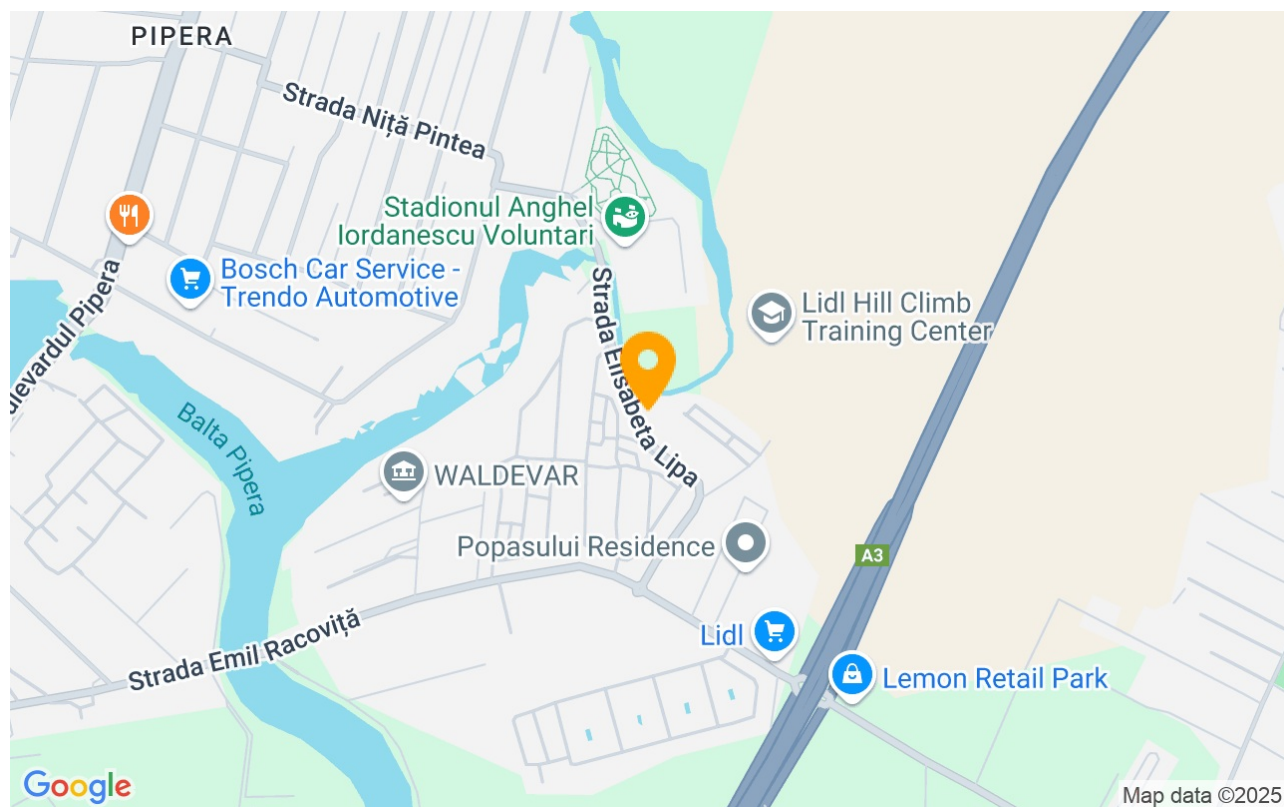 PIPERA
Strada Niță Pintea
Stadionul Anghel
Iordanescu Voluntari
Bosch Car Service -
Trendo Automotive
Strada Elisabeta Lipa
Lidl Hill Climb
Training Center
ulevardul Pipera
Balta Pipera
WALDEVAR
Popasului Residence
A3
Strada Emil Racoviță
Lidl
Lemon Retail Park
Google
Map data ©2025